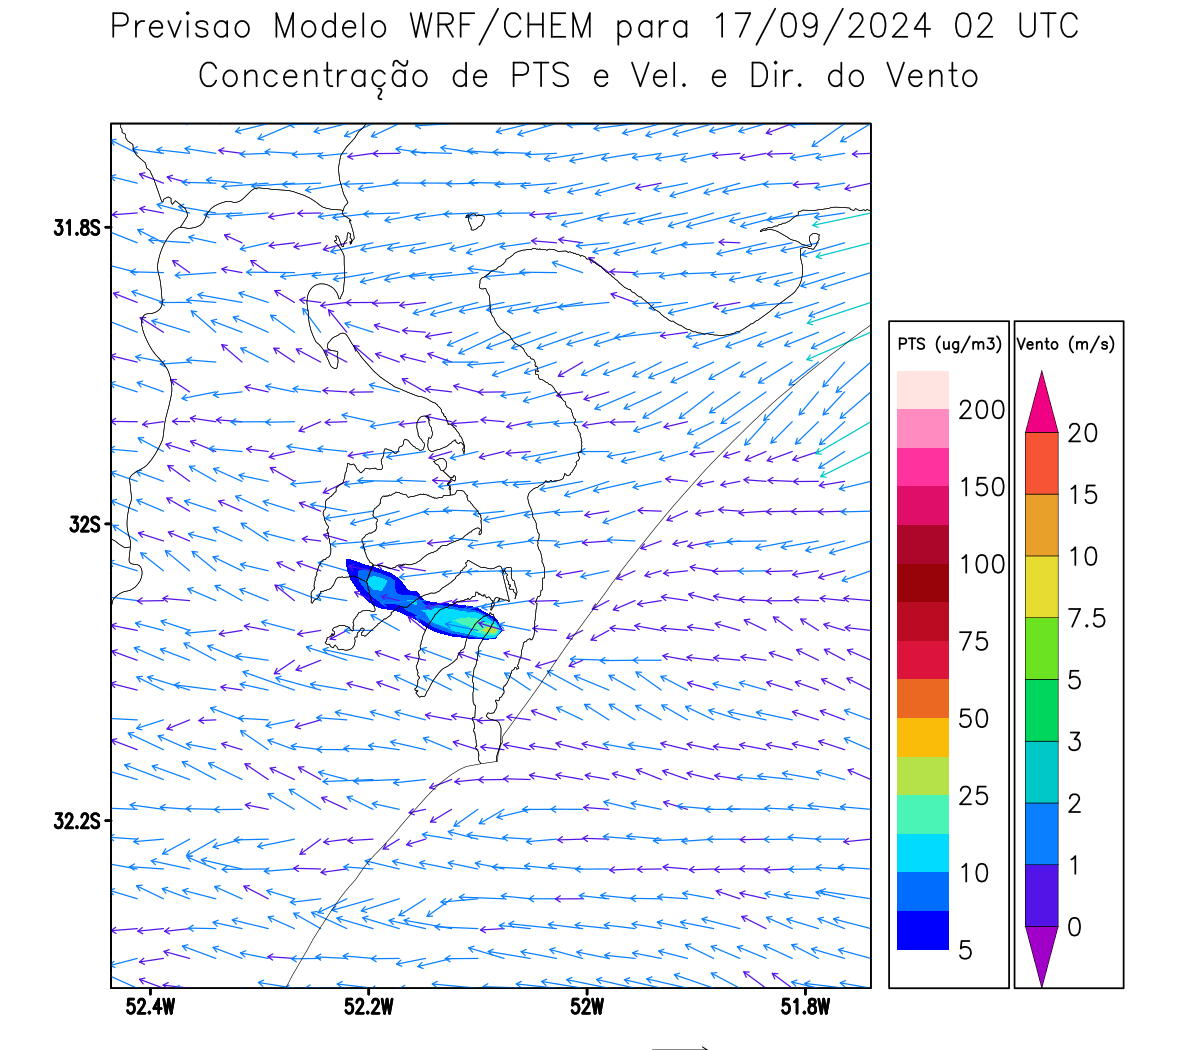 Previsao Modelo WRF/CHEM para 17/09/2024 02 UTC
Concentração de PTS e Vel. e Dir. do Vento
31.8S
32S
32.2S
52.4W 52.2W 52W 51.8W
PTS (ug/m3)
200
150
100
75
50
25
10
5
Vento (m/s)
20
15
10
7.5
5
3
2
1
0